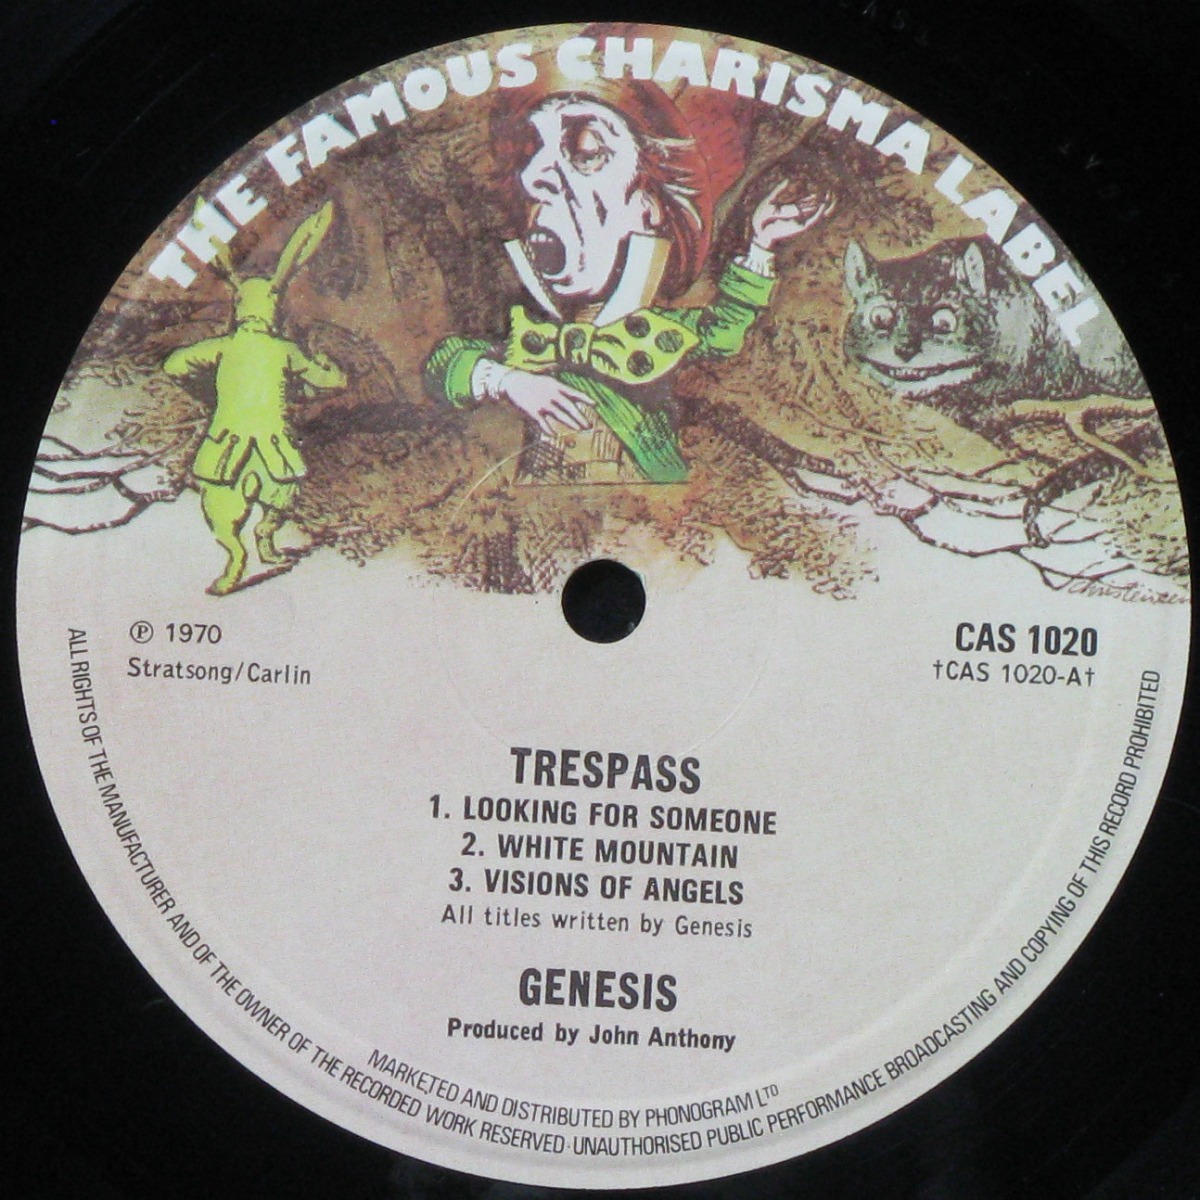 THE FAMOUS CHARISMA LABEL
Christensen
Ⓟ 1970
Stratsong/Carlin
CAS 1020
†CAS 1020-A†
TRESPASS
1. LOOKING FOR SOMEONE
2. WHITE MOUNTAIN
3. VISIONS OF ANGELS
All titles written by Genesis
GENESIS
Produced by John Anthony
MARKETED AND DISTRIBUTED BY PHONOGRAM LTD
ALL RIGHTS OF THE MANUFACTURER AND OF THE OWNER OF THE RECORDED WORK RESERVED · UNAUTHORISED PUBLIC PERFORMANCE BROADCASTING AND COPYING OF THIS RECORD PROHIBITED